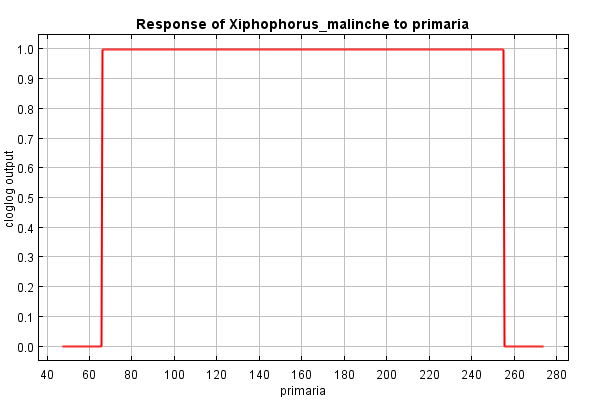 Response of Xiphophorus_malinche to primaria
1.0
0.9
0.8
0.7
0.6
0.5
0.4
0.3
0.2
0.1
0.0
cloglog output
40 60 80 100 120 140 160 180 200 220 240 260 280
primaria